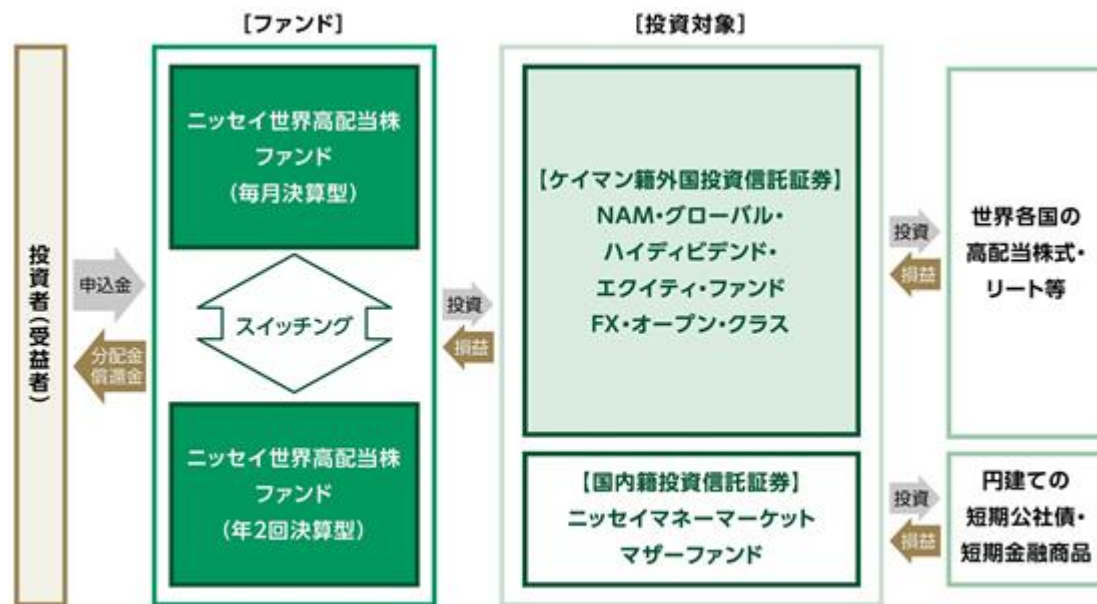 [ファンド]
[投資対象]
投資者(受益者)
申込金
分配金
償還金
ニッセイ世界高配当株
ファンド
(毎月決算型)
スイッチング
ニッセイ世界高配当株
ファンド
(年2回決算型)
投資
損益
【ケイマン籍外国投資信託証券】
NAM・グローバル・
ハイディビデンド・
エクイティ・ファンド
FX・オープン・クラス
【国内籍投資信託証券】
ニッセイマネーマーケット
マザーファンド
投資
損益
世界各国の
高配当株式・
リート等
投資
損益
円建ての
短期公社債・
短期金融商品